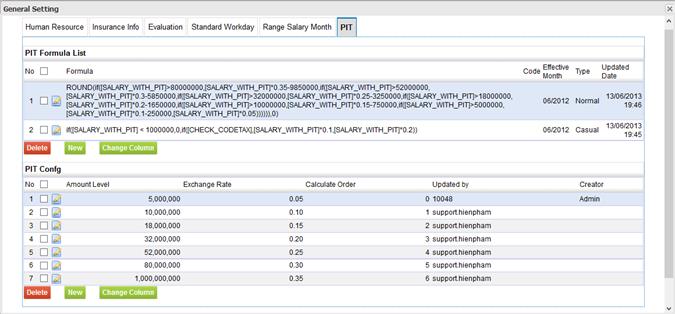 General Setting
Human Resource Insurance Info Evaluation Standard Workday Range Salary Month PIT
PIT Formula List
No Formula Code Effective Month Type Updated Date
1 ROUND(if([SALARY_WITH_PIT]>80000000,[SALARY_WITH_PIT]*0.35-9850000,if([SALARY_WITH_PIT]>52000000,
[SALARY_WITH_PIT]*0.3-5850000,if([SALARY_WITH_PIT]>32000000,[SALARY_WITH_PIT]*0.25-3250000,if([SALARY_WITH_PIT]>18000000,
[SALARY_WITH_PIT]*0.2-1650000,if([SALARY_WITH_PIT]>10000000,[SALARY_WITH_PIT]*0.15-750000,if([SALARY_WITH_PIT]>5000000,
[SALARY_WITH_PIT]*0.1-250000,[SALARY_WITH_PIT]*0.05)))))),0) 06/2012 Normal 13/06/2013 19:46
2 if([SALARY_WITH_PIT] < 1000000,0,if([CHECK_CODETAX],[SALARY_WITH_PIT]*0.1,[SALARY_WITH_PIT]*0.2)) 06/2012 Casual 13/06/2013 19:45
Delete New Change Column
PIT Confg
No Amount Level Exchange Rate Calculate Order Updated by Creator
1 5,000,000 0.05 0 10048 Admin
2 10,000,000 0.10 1 support.hienpham
3 18,000,000 0.15 2 support.hienpham
4 32,000,000 0.20 3 support.hienpham
5 52,000,000 0.25 4 support.hienpham
6 80,000,000 0.30 5 support.hienpham
7 1,000,000,000 0.35 6 support.hienpham
Delete New Change Column